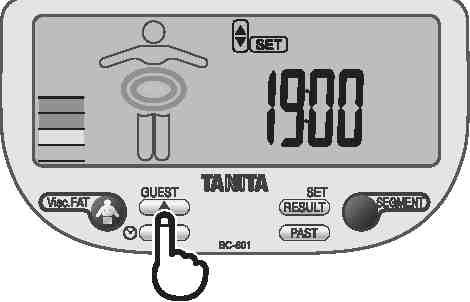 SET
19:00
TANITA
Visc.FAT
GUEST
SET
RESULT
SEGMENT
PAST
BC-601